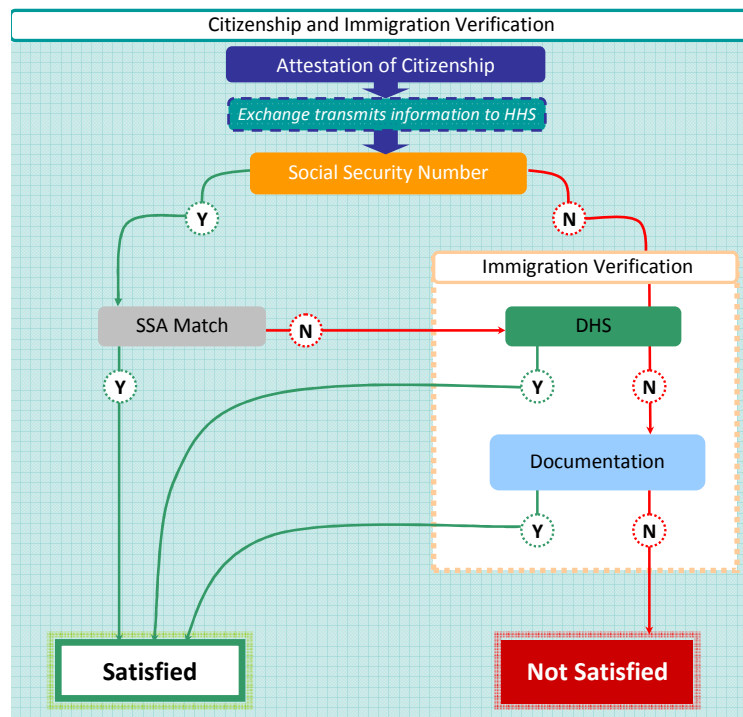 Citizenship and Immigration Verification
Attestation of Citizenship
Exchange transmits information to HHS
Social Security Number
Y
N
Immigration Verification
SSA Match
N
DHS
Y
Y
N
Documentation
Y
N
Satisfied
Not Satisfied